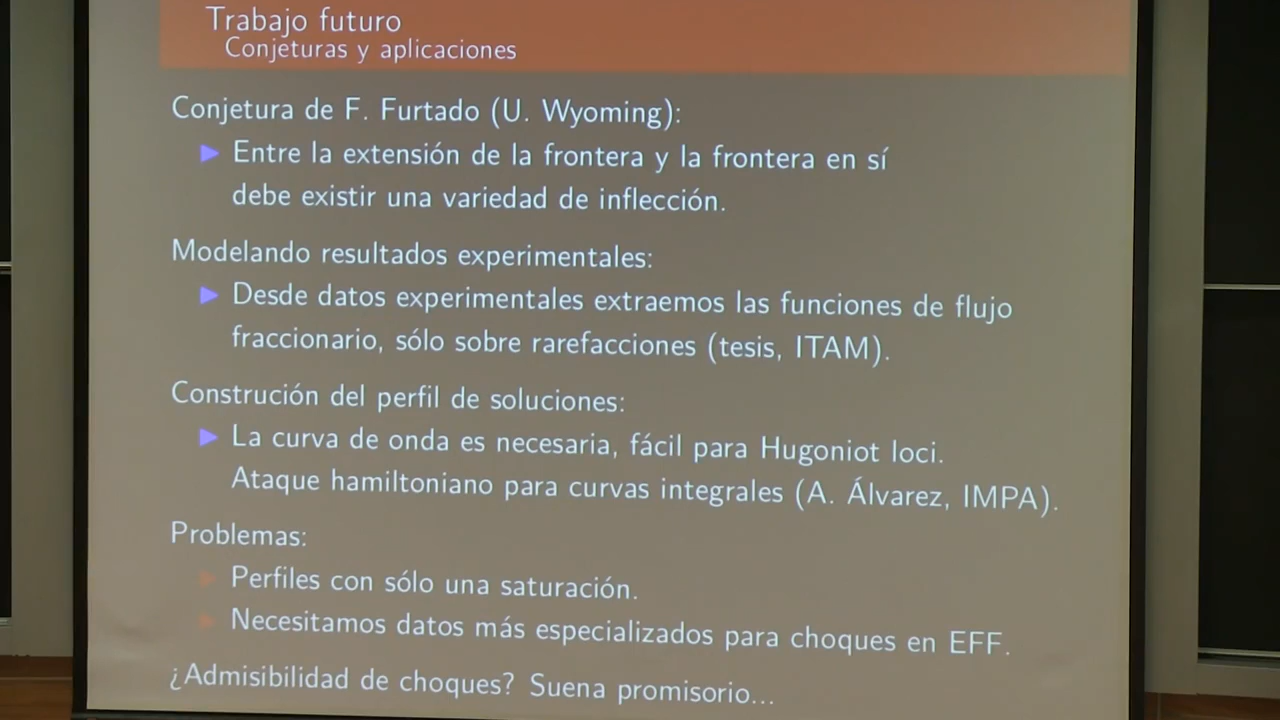 Trabajo futuro
Conjeturas y aplicaciones
Conjetura de F. Furtado (U. Wyoming):
Entre la extensión de la frontera y la frontera en sí
debe existir una variedad de inflección.
Modelando resultados experimentales:
Desde datos experimentales extraemos las funciones de flujo
fraccionario, sólo sobre rarefacciones (tesis, ITAM).
Construción del perfil de soluciones:
La curva de onda es necesaria, fácil para Hugoniot loci.
Ataque hamiltoniano para curvas integrales (A. Álvarez, IMPA).
Problemas:
Perfiles con sólo una saturación.
Necesitamos datos más especializados para choques en EFF.
¿Admisibilidad de choques? Suena promisorio...